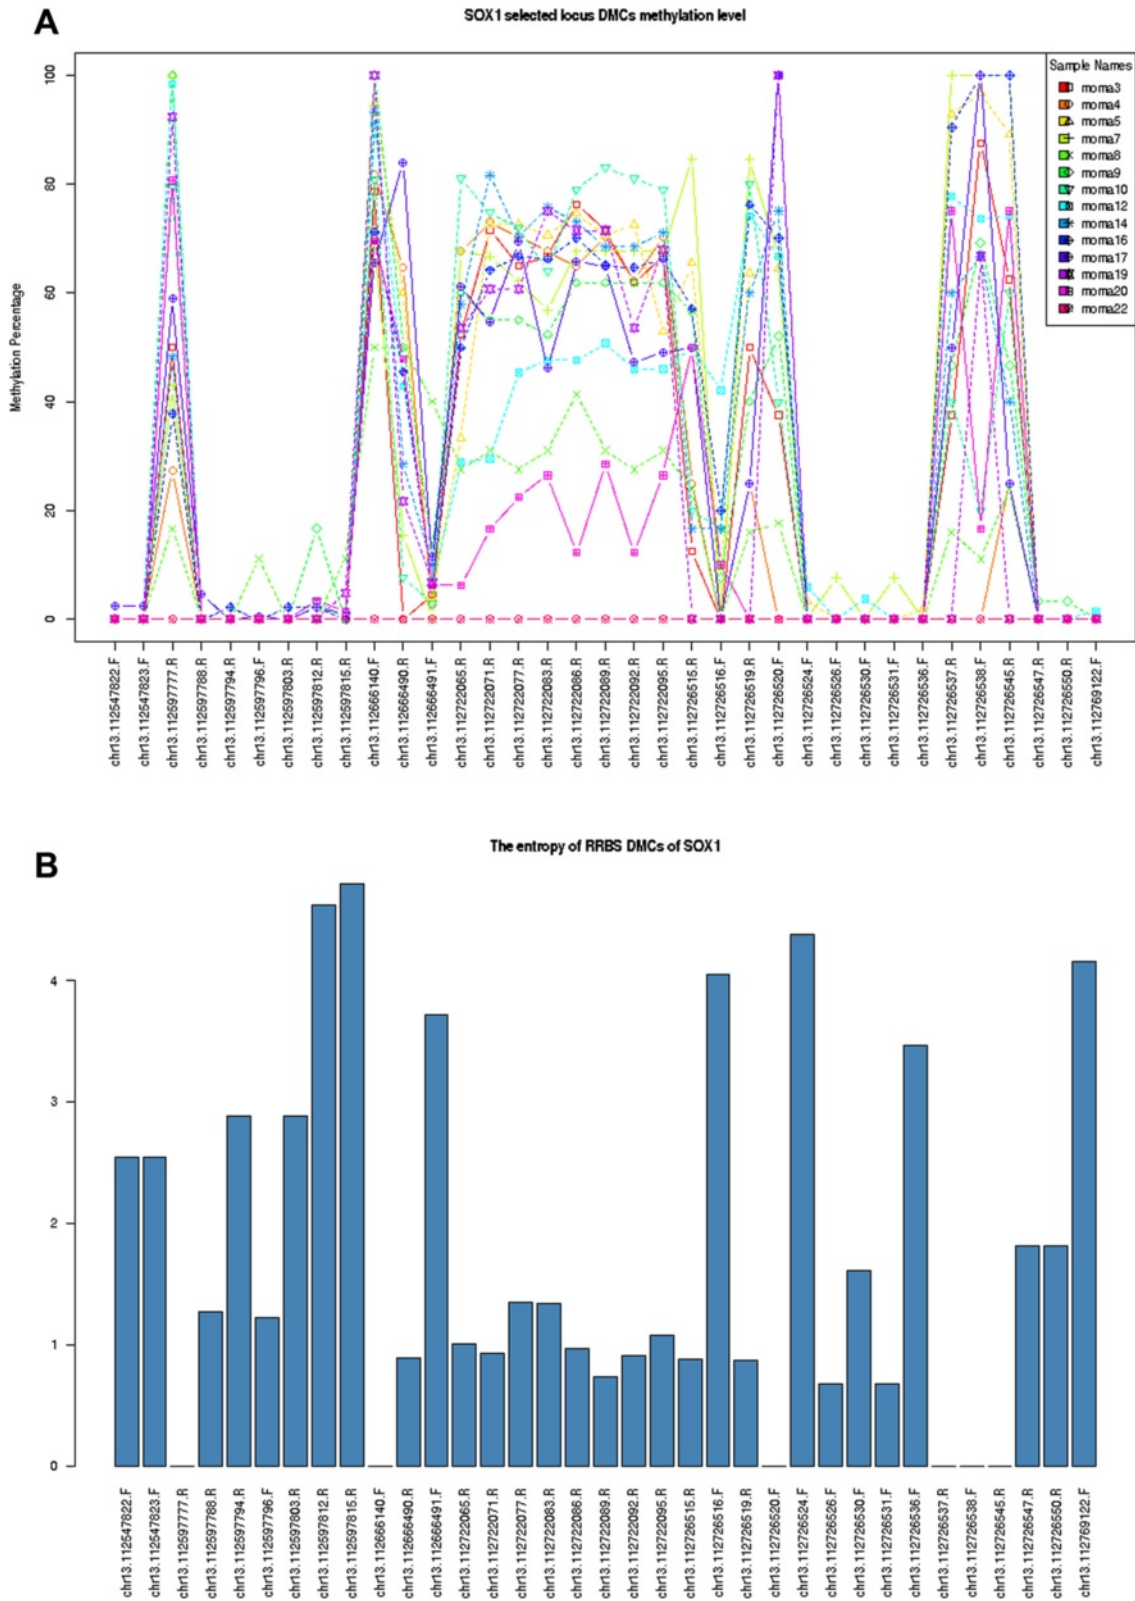 A
SOX1 selected locus DMCs methylation level
Methylation Percentage
100
80
60
40
20
0
Sample Names
moma3
moma4
moma5
moma7
moma8
moma9
moma10
moma12
moma14
moma16
moma17
moma19
moma20
moma22
chr13.112547822.F
chr13.112547823.F
chr13.112597777.R
chr13.112597788.R
chr13.112597794.R
chr13.112597796.F
chr13.112597803.R
chr13.112597812.R
chr13.112597815.R
chr13.112666140.F
chr13.112666490.R
chr13.112666491.F
chr13.112722065.R
chr13.112722071.R
chr13.112722077.R
chr13.112722083.R
chr13.112722086.R
chr13.112722089.R
chr13.112722092.R
chr13.112722095.R
chr13.112726515.R
chr13.112726516.F
chr13.112726519.R
chr13.112726520.F
chr13.112726524.F
chr13.112726526.F
chr13.112726530.F
chr13.112726531.F
chr13.112726536.F
chr13.112726537.R
chr13.112726538.F
chr13.112726545.R
chr13.112726547.R
chr13.112726550.R
chr13.112769122.F
B
The entropy of RRBS DMCs of SOX1
4
3
2
1
0
chr13.112547822.F
chr13.112547823.F
chr13.112597777.R
chr13.112597788.R
chr13.112597794.R
chr13.112597796.F
chr13.112597803.R
chr13.112597812.R
chr13.112597815.R
chr13.112666140.F
chr13.112666490.R
chr13.112666491.F
chr13.112722065.R
chr13.112722071.R
chr13.112722077.R
chr13.112722083.R
chr13.112722086.R
chr13.112722089.R
chr13.112722092.R
chr13.112722095.R
chr13.112726515.R
chr13.112726516.F
chr13.112726519.R
chr13.112726520.F
chr13.112726524.F
chr13.112726526.F
chr13.112726530.F
chr13.112726531.F
chr13.112726536.F
chr13.112726537.R
chr13.112726538.F
chr13.112726545.R
chr13.112726547.R
chr13.112726550.R
chr13.112769122.F